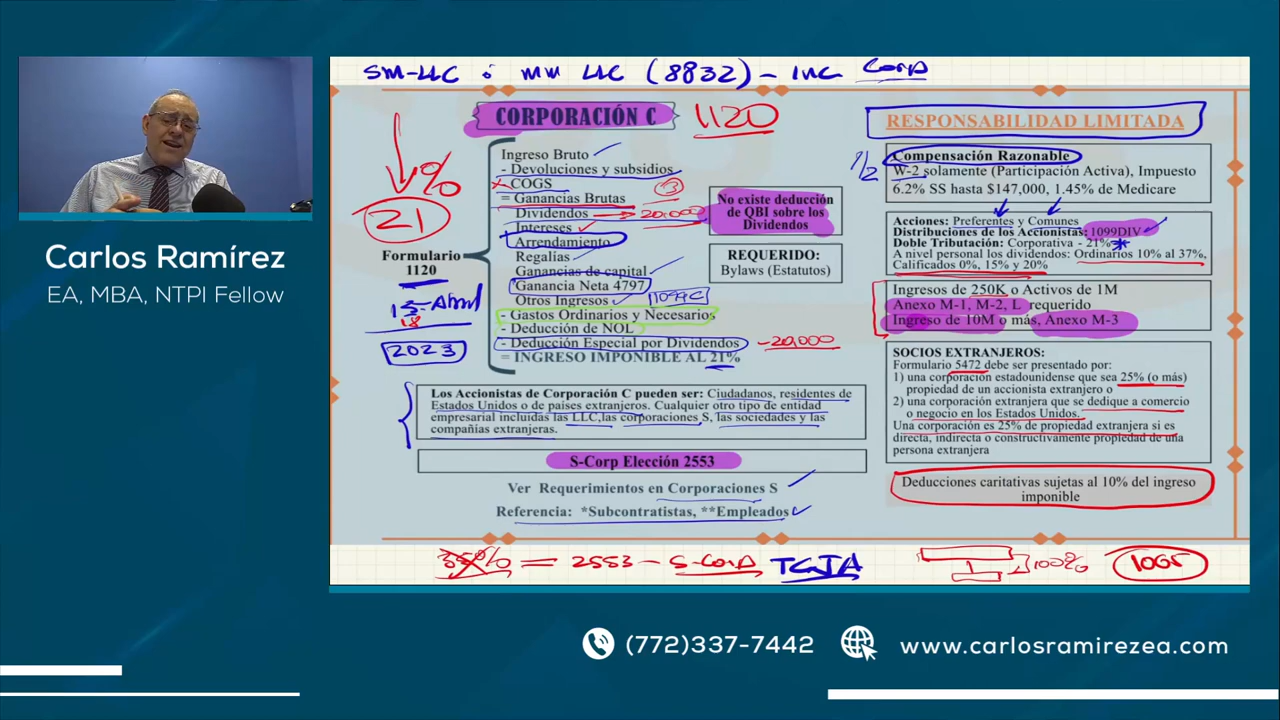 SM-LLC ó MM LLC (8832) - INC Corp
CORPORACIÓN C
1120
Ingreso Bruto
- Devoluciones y subsidios
- COGS
= Ganancias Brutas
Dividendos
20,000
Intereses
Arrendamiento
Regalías
Ganancias de capital
Ganancia Neta 4797
Otros Ingresos
1099C
- Gastos Ordinarios y Necesarios
- Deducción de NOL
- Deducción Especial por Dividendos
-20,000
= INGRESO IMPONIBLE AL 21%
%
21
Formulario
1120
15 Abril
18
2023
No existe deducción
de QBI sobre los
Dividendos
REQUERIDO:
Bylaws (Estatutos)
Los Accionistas de Corporación C pueden ser: Ciudadanos, residentes de
Estados Unidos o de países extranjeros. Cualquier otro tipo de entidad
empresarial incluidas las LLC,las corporaciones S, las sociedades y las
compañías extranjeras.
S-Corp Elección 2553
Ver Requerimientos en Corporaciones S
Referencia: *Subcontratistas, **Empleados
RESPONSABILIDAD LIMITADA
1/2
Compensación Razonable
W-2 solamente (Participación Activa), Impuesto
6.2% SS hasta $147,000, 1.45% de Medicare
Acciones: Preferentes y Comunes
Distribuciones de los Accionistas: 1099DIV
Doble Tributación: Corporativa - 21%
A nivel personal los dividendos: Ordinarios 10% al 37%,
Calificados 0%, 15% y 20%
Ingresos de 250K o Activos de 1M
Anexo M-1, M-2, L requerido
Ingreso de 10M o más, Anexo M-3
SOCIOS EXTRANJEROS:
Formulario 5472 debe ser presentado por:
1) una corporación estadounidense que sea 25% (o más)
propiedad de un accionista extranjero o
2) una corporación extranjera que se dedique a comercio
o negocio en los Estados Unidos.
Una corporación es 25% de propiedad extranjera si es
directa, indirecta o constructivamente propiedad de una
persona extranjera
Deducciones caritativas sujetas al 10% del ingreso
imponible
35% = 2553 - S-Corp TCJA
100%
1065
Carlos Ramírez
EA, MBA, NTPI Fellow
(772)337-7442
www.carlosramirezea.com